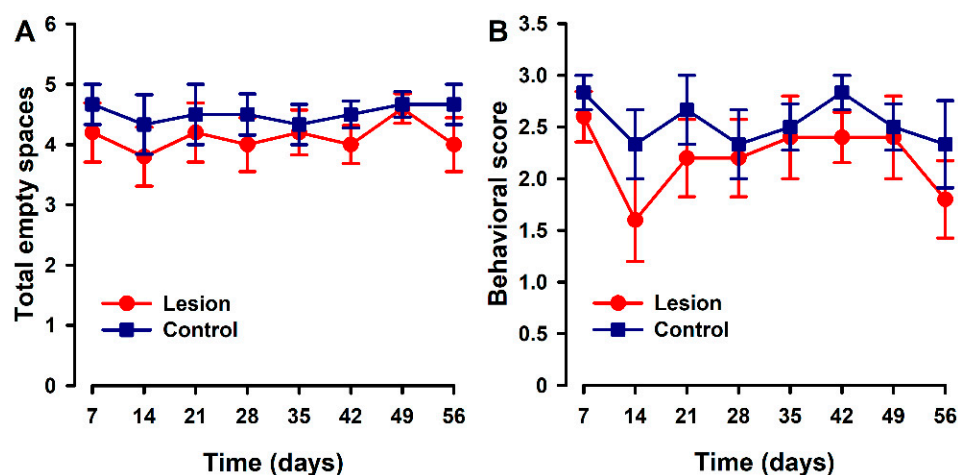 A
Total empty spaces
6
5
4
3
2
1
0
Lesion
Control
7 14 21 28 35 42 49 56
Time (days)
B
Behavioral score
3.5
3.0
2.5
2.0
1.5
1.0
0.5
0
Lesion
Control
7 14 21 28 35 42 49 56
Time (days)